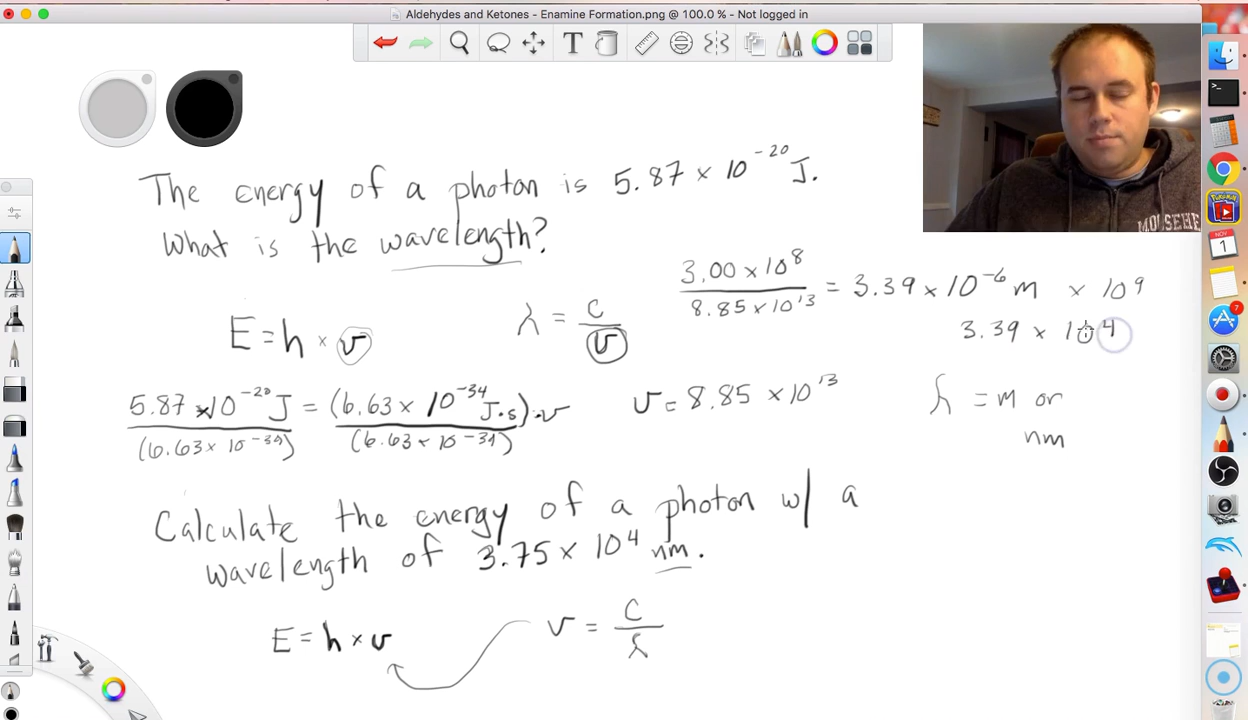 Aldehydes and Ketones - Enamine Formation.png @ 100.0 % - Not logged in
The energy of a photon is 5.87 × 10⁻²⁰ J.
What is the wavelength?
3.00 × 10⁸
8.85 × 10¹³
= 3.39 × 10⁻⁶ m × 10⁹
3.39 × 10⁴
E = h × v
λ = c / v
5.87 × 10⁻²⁰ J = (6.63 × 10⁻³⁴ J·s)·v
(6.63 × 10⁻³⁴) (6.63 × 10⁻³⁴)
v = 8.85 × 10¹³
λ = m or
nm
Calculate the energy of a photon w/ a
wavelength of 3.75 × 10⁴ nm.
E = h × v
v = c / λ
NOV
1
7